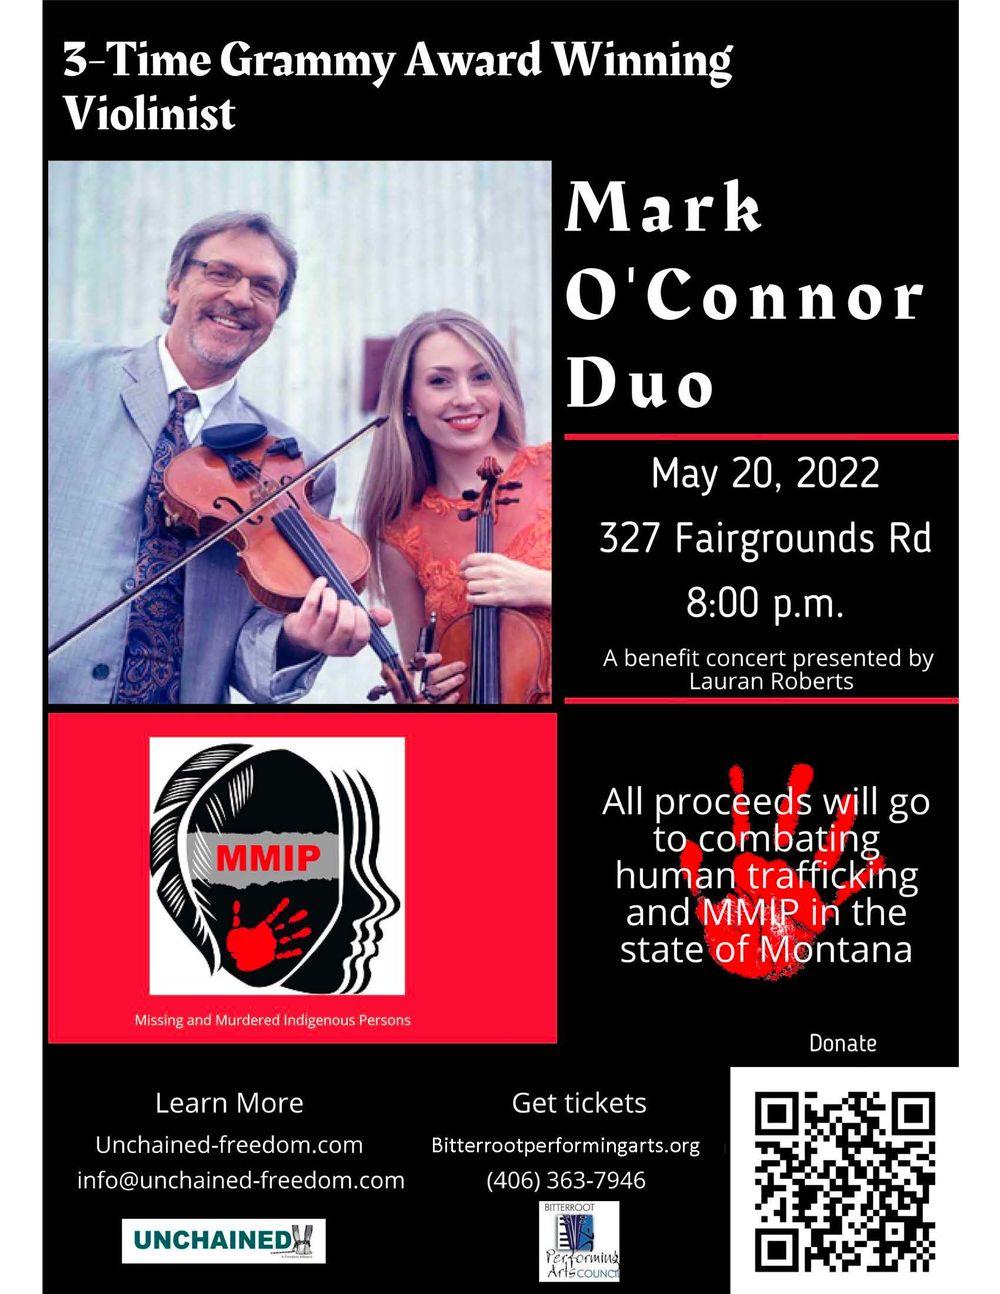 3-Time Grammy Award Winning
Violinist
Mark
O'Connor
Duo
May 20, 2022
327 Fairgrounds Rd
8:00 p.m.
A benefit concert presented by
Lauran Roberts
MMIP
Missing and Murdered Indigenous Persons
All proceeds will go
to combating
human trafficking
and MMIP in the
state of Montana
Donate
Learn More
Unchained-freedom.com
info@unchained-freedom.com
UNCHAINED
Get tickets
Bitterrootperformingarts.org
(406) 363-7946
BITTERROOT
Performing
Arts COUNCIL